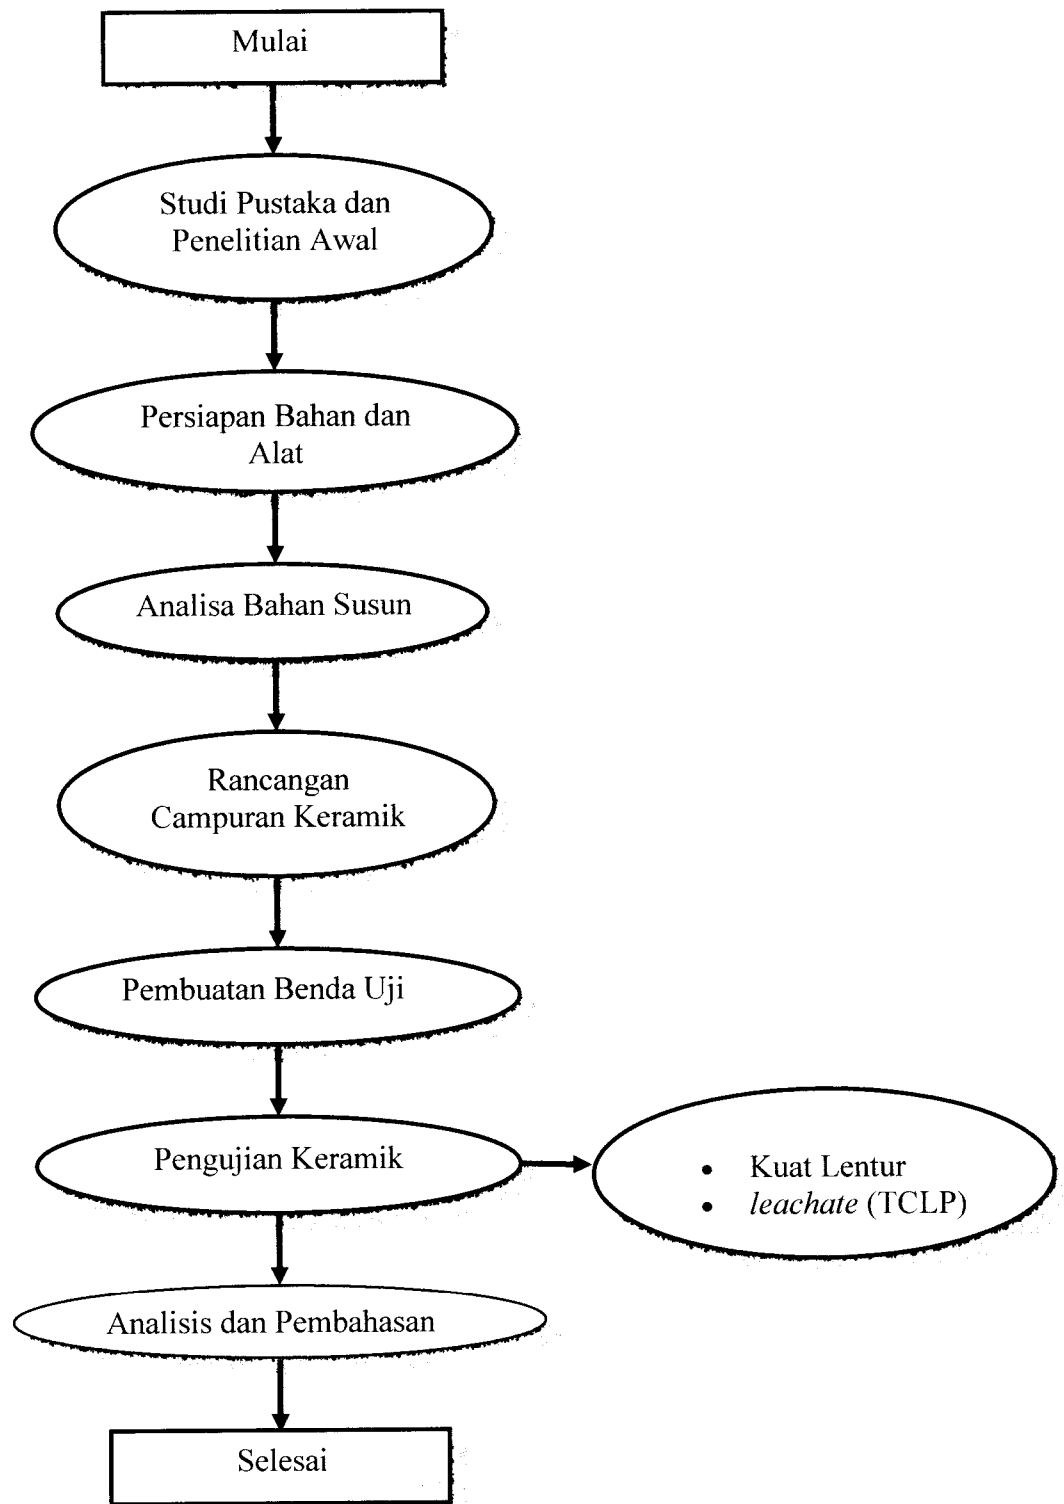 Mulai
Studi Pustaka dan
Penelitian Awal
Persiapan Bahan dan
Alat
Analisa Bahan Susun
Rancangan
Campuran Keramik
Pembuatan Benda Uji
Pengujian Keramik
• Kuat Lentur
• leachate (TCLP)
Analisis dan Pembahasan
Selesai